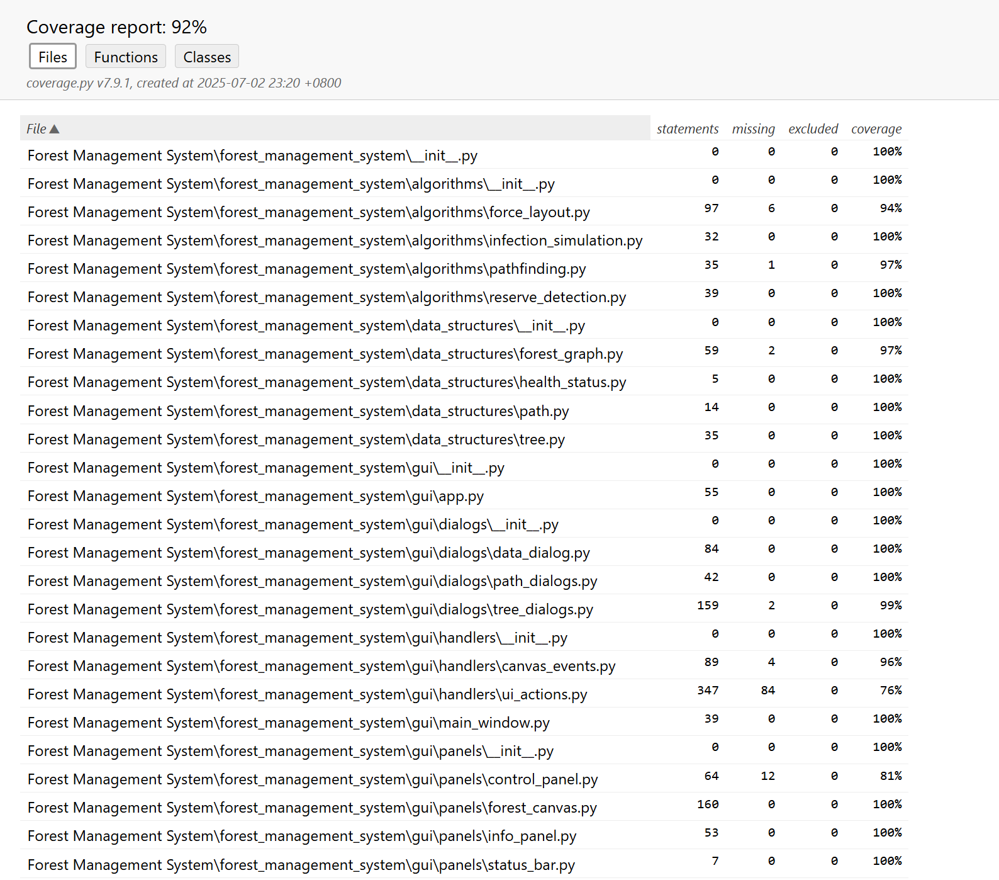 Coverage report: 92%
Files Functions Classes
coverage.py v7.9.1, created at 2025-07-02 23:20 +0800
File▲ statements missing excluded coverage
Forest Management System\forest_management_system\__init__.py 0 0 0 100%
Forest Management System\forest_management_system\algorithms\__init__.py 0 0 0 100%
Forest Management System\forest_management_system\algorithms\force_layout.py 97 6 0 94%
Forest Management System\forest_management_system\algorithms\infection_simulation.py 32 0 0 100%
Forest Management System\forest_management_system\algorithms\pathfinding.py 35 1 0 97%
Forest Management System\forest_management_system\algorithms\reserve_detection.py 39 0 0 100%
Forest Management System\forest_management_system\data_structures\__init__.py 0 0 0 100%
Forest Management System\forest_management_system\data_structures\forest_graph.py 59 2 0 97%
Forest Management System\forest_management_system\data_structures\health_status.py 5 0 0 100%
Forest Management System\forest_management_system\data_structures\path.py 14 0 0 100%
Forest Management System\forest_management_system\data_structures\tree.py 35 0 0 100%
Forest Management System\forest_management_system\gui\__init__.py 0 0 0 100%
Forest Management System\forest_management_system\gui\app.py 55 0 0 100%
Forest Management System\forest_management_system\gui\dialogs\__init__.py 0 0 0 100%
Forest Management System\forest_management_system\gui\dialogs\data_dialog.py 84 0 0 100%
Forest Management System\forest_management_system\gui\dialogs\path_dialogs.py 42 0 0 100%
Forest Management System\forest_management_system\gui\dialogs\tree_dialogs.py 159 2 0 99%
Forest Management System\forest_management_system\gui\handlers\__init__.py 0 0 0 100%
Forest Management System\forest_management_system\gui\handlers\canvas_events.py 89 4 0 96%
Forest Management System\forest_management_system\gui\handlers\ui_actions.py 347 84 0 76%
Forest Management System\forest_management_system\gui\main_window.py 39 0 0 100%
Forest Management System\forest_management_system\gui\panels\__init__.py 0 0 0 100%
Forest Management System\forest_management_system\gui\panels\control_panel.py 64 12 0 81%
Forest Management System\forest_management_system\gui\panels\forest_canvas.py 160 0 0 100%
Forest Management System\forest_management_system\gui\panels\info_panel.py 53 0 0 100%
Forest Management System\forest_management_system\gui\panels\status_bar.py 7 0 0 100%